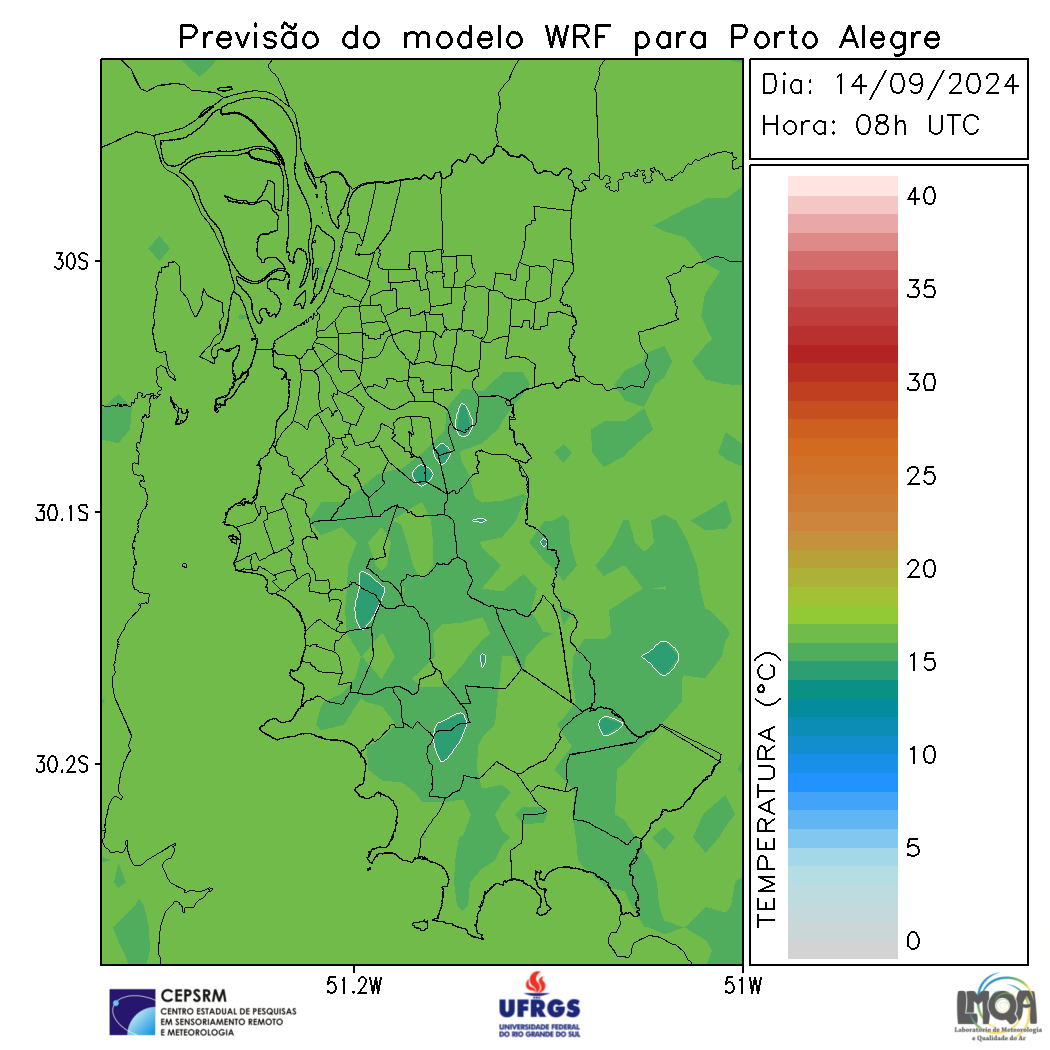 Previsão do modelo WRF para Porto Alegre
Dia: 14/09/2024
Hora: 08h UTC
40
35
30
25
20
15
10
5
0
TEMPERATURA (°C)
30S
30.1S
30.2S
51.2W
51W
CEPSRM
CENTRO ESTADUAL DE PESQUISAS
EM SENSORIAMENTO REMOTO
E METEOROLOGIA
UFRGS
UNIVERSIDADE FEDERAL
DO RIO GRANDE DO SUL
LMQA
Laboratório de Meteorologia
e Qualidade do Ar